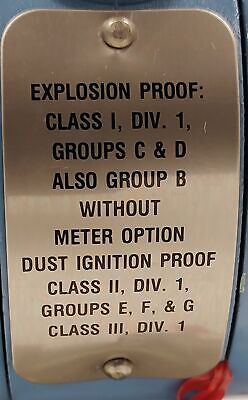 EXPLOSION PROOF:
CLASS I, DIV. 1,
GROUPS C & D
ALSO GROUP B
WITHOUT
METER OPTION
DUST IGNITION PROOF
CLASS II, DIV. 1,
GROUPS E, F, & G
CLASS III, DIV. 1